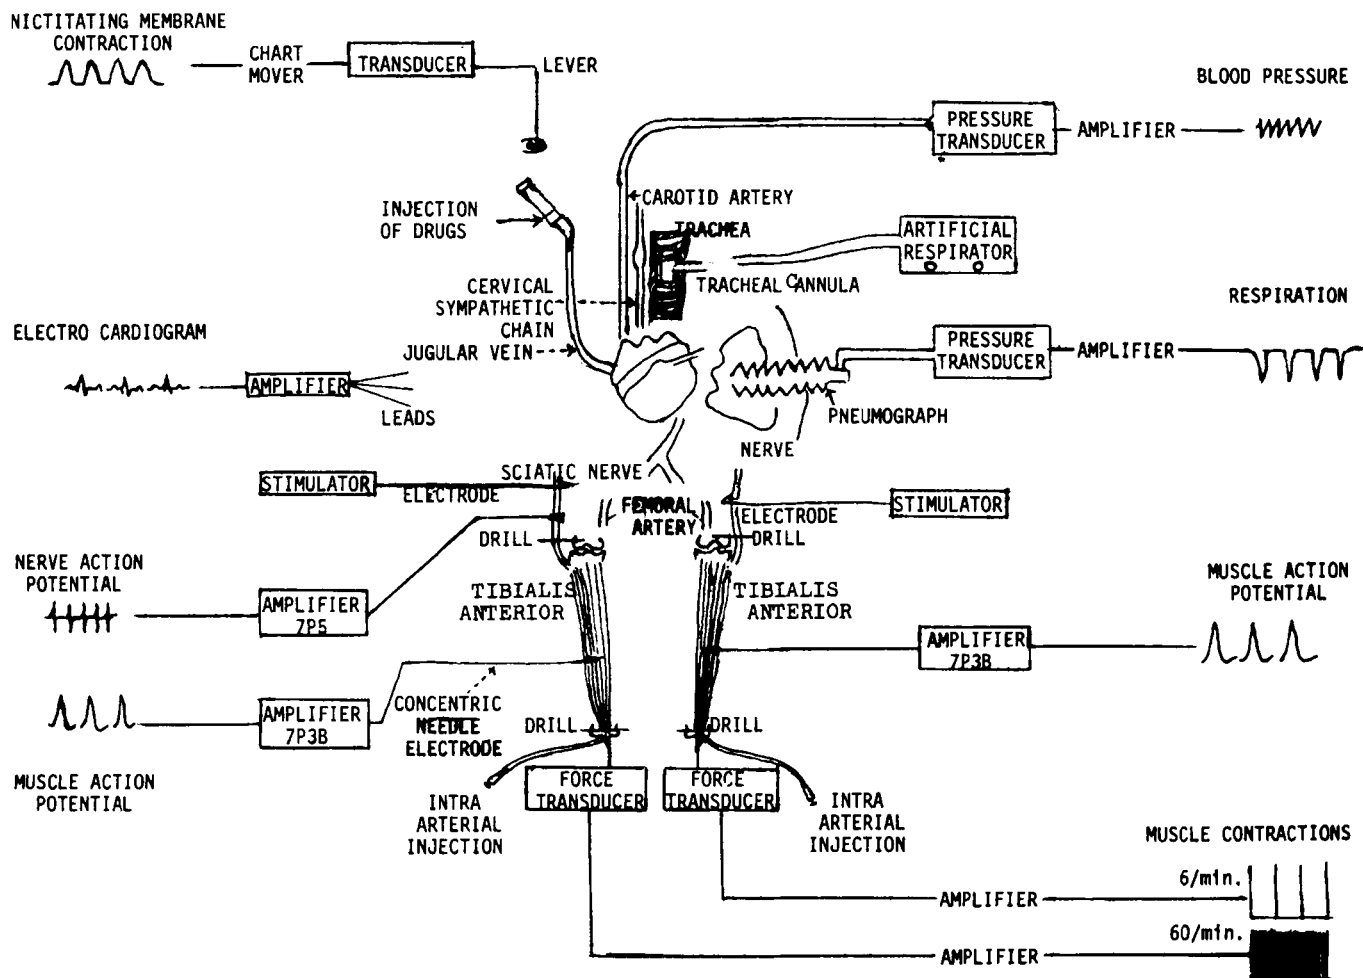 NICTITATING MEMBRANE
CONTRACTION
CHART
MOVER
TRANSDUCER
LEVER
BLOOD PRESSURE
PRESSURE
TRANSDUCER
AMPLIFIER
INJECTION
OF DRUGS
CAROTID ARTERY
TRACHEA
ARTIFICIAL
RESPIRATOR
TRACHEAL CANNULA
CERVICAL
SYMPATHETIC
CHAIN
JUGULAR VEIN
RESPIRATION
PRESSURE
TRANSDUCER
AMPLIFIER
ELECTRO CARDIOGRAM
AMPLIFIER
LEADS
PNEUMOGRAPH
NERVE
SCIATIC NERVE
STIMULATOR
ELECTRODE
FEMORAL
ARTERY
ELECTRODE
STIMULATOR
DRILL
DRILL
NERVE ACTION
POTENTIAL
AMPLIFIER
7P5
TIBIALIS
ANTERIOR
TIBIALIS
ANTERIOR
MUSCLE ACTION
POTENTIAL
AMPLIFIER
7P3B
CONCENTRIC
NEEDLE
ELECTRODE
AMPLIFIER
7P3B
DRILL
DRILL
MUSCLE ACTION
POTENTIAL
FORCE
TRANSDUCER
FORCE
TRANSDUCER
INTRA
ARTERIAL
INJECTION
INTRA
ARTERIAL
INJECTION
MUSCLE CONTRACTIONS
6/min.
AMPLIFIER
60/min.
AMPLIFIER